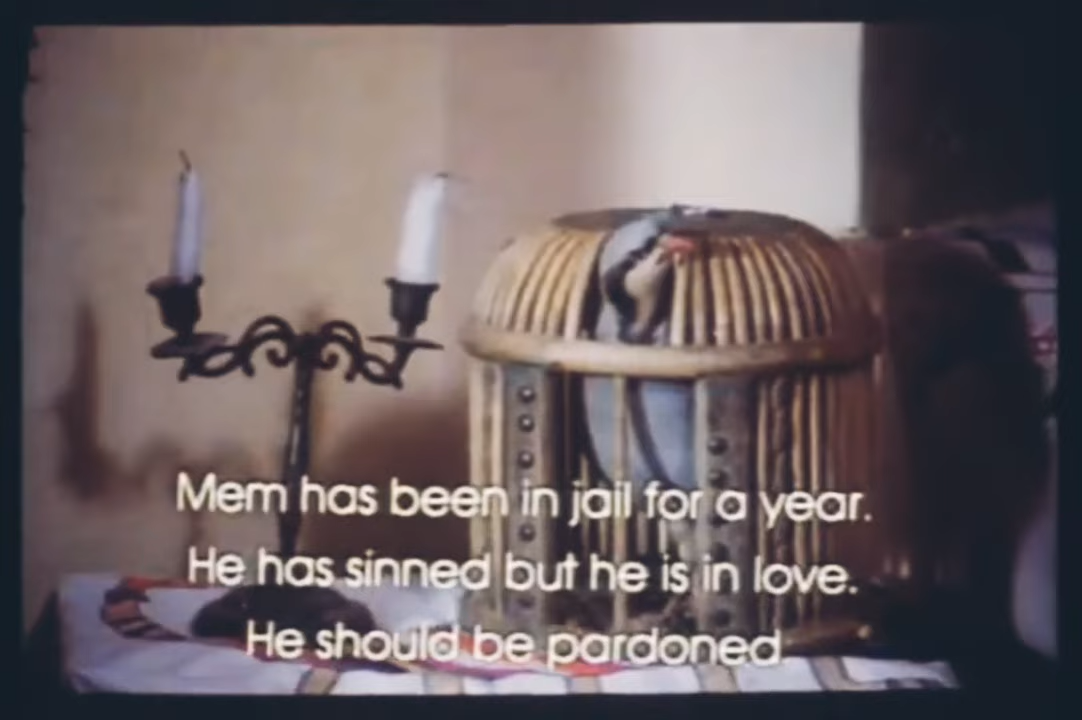 Mem has been in jail for a year.
He has sinned but he is in love.
He should be pardoned